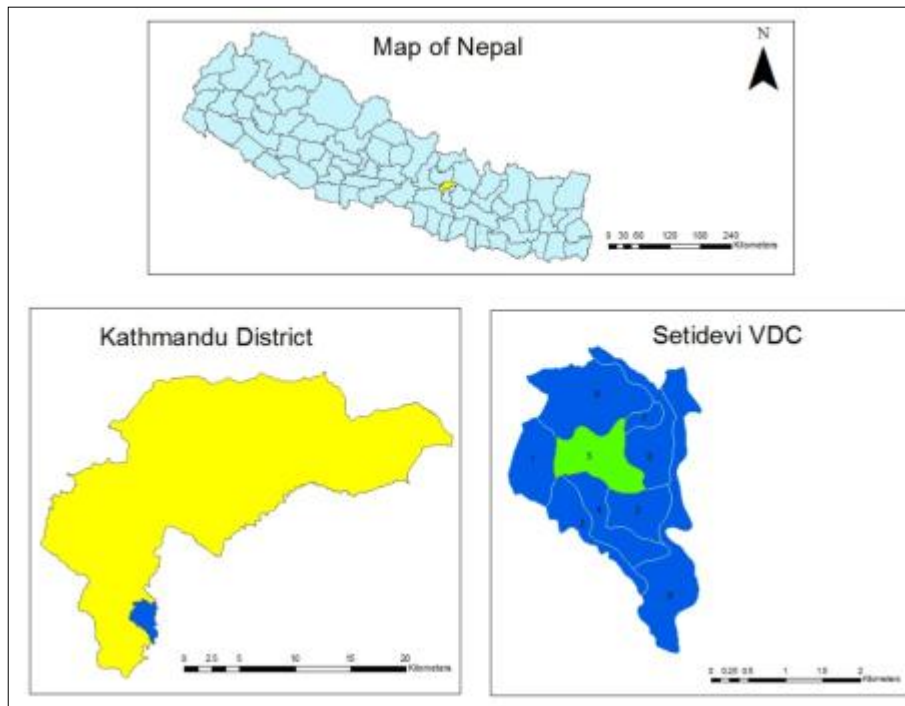 Map of Nepal
N
0 30 60 120 180 240
Kilometers
Kathmandu District
0 2.5 5 10 15 20
Kilometers
Setidevi VDC
5
0 0.25 0.5 1 1.5 2
Kilometers